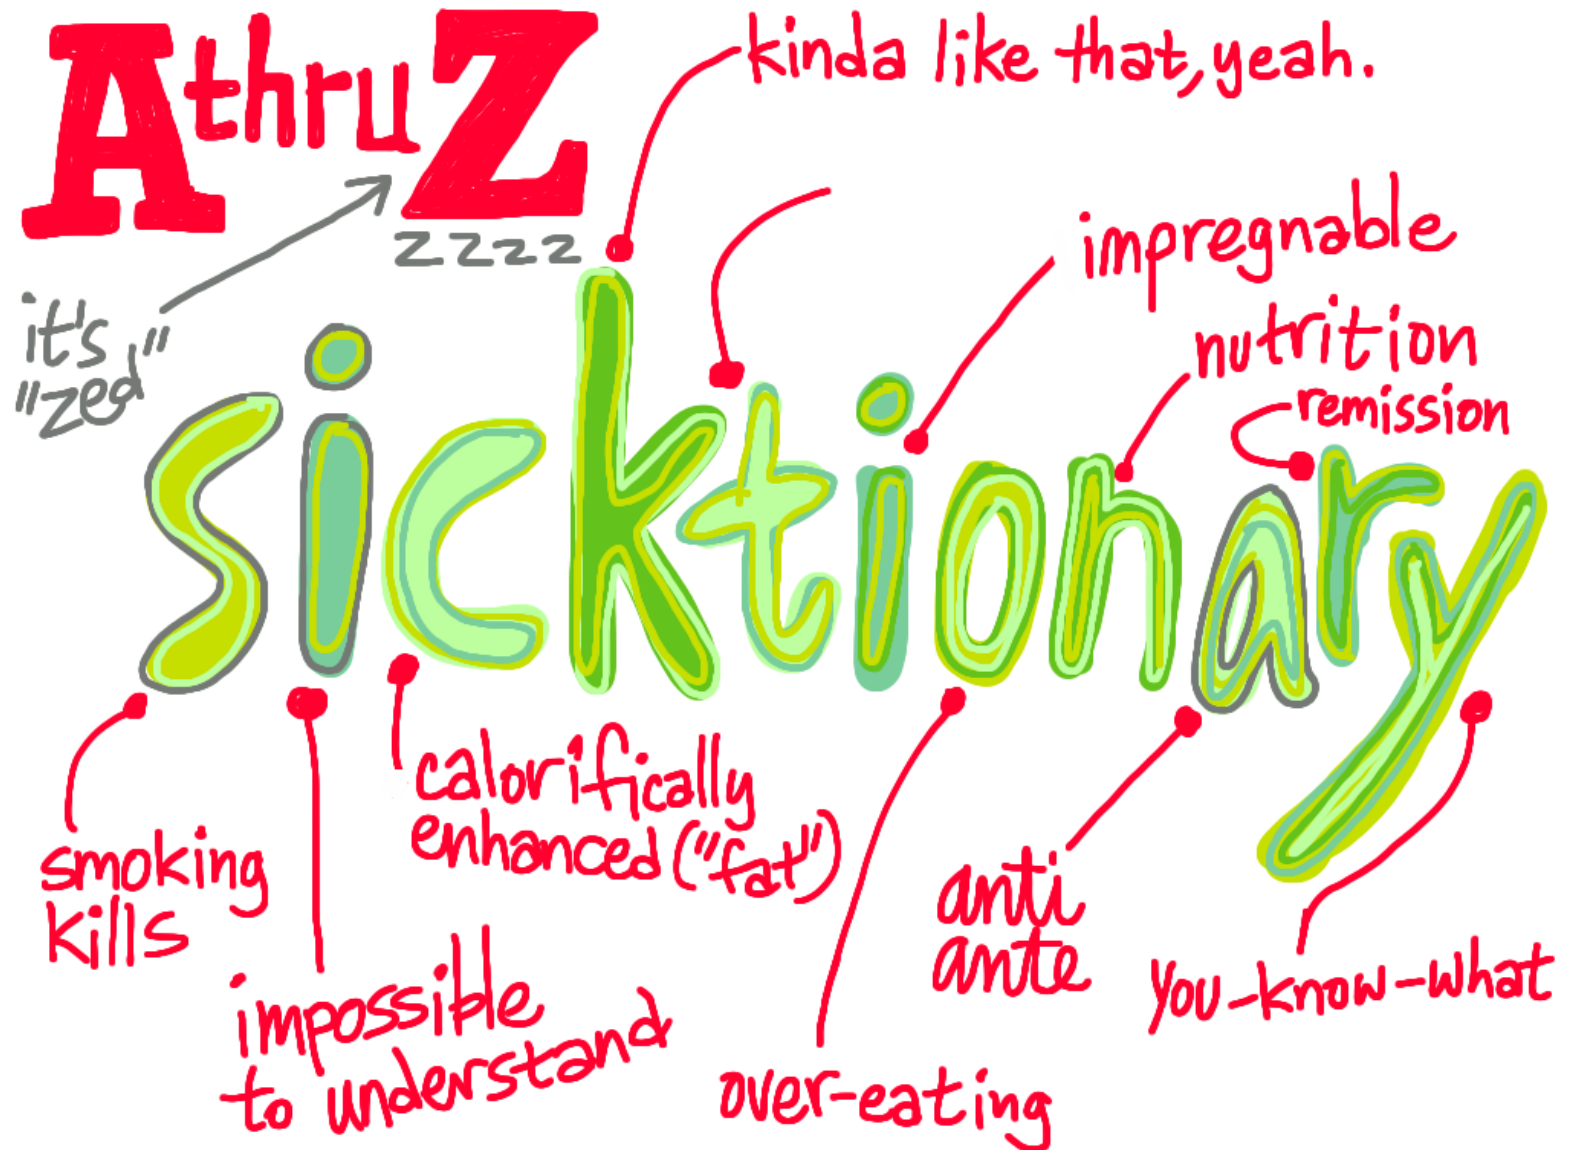 A thru Z
zzzz
it's
"zed"
kinda like that, yeah.
impregnable
nutrition
remission
sicktionary
smoking
kills
impossible
to understand
calorifically
enhanced ("fat")
over-eating
anti
ante
you-know-what